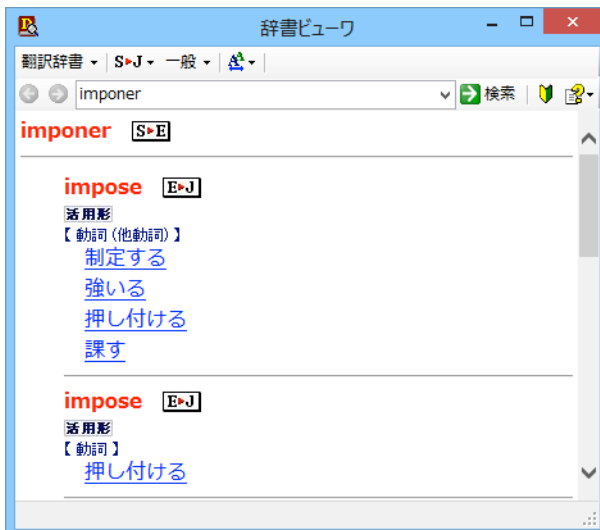 辞書ビューワ
翻訳辞書 S▸J 一般
imponer 検索
imponer S▸E
impose E▸J
活用形
【 動詞 (他動詞) 】
制定する
強いる
押し付ける
課す
impose E▸J
活用形
【 動詞 】
押し付ける